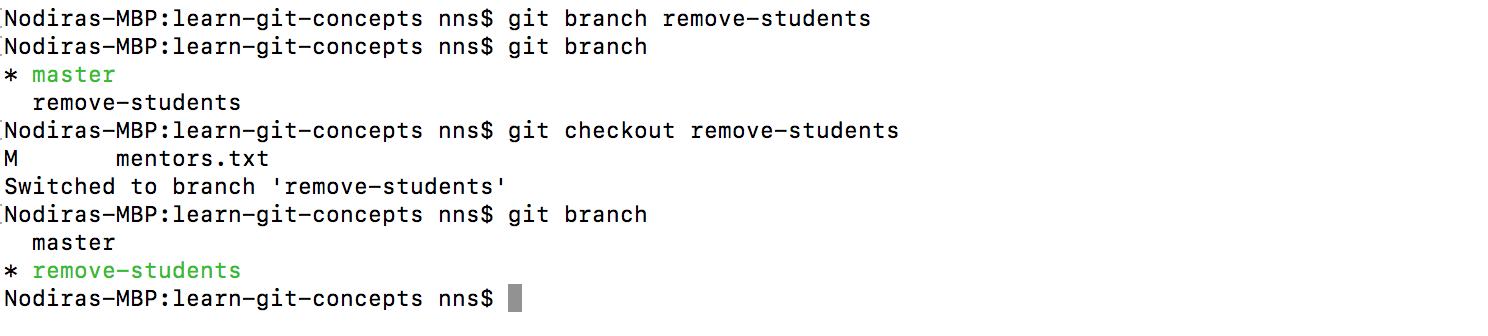 Nodiras-MBP:learn-git-concepts nns$ git branch remove-students
Nodiras-MBP:learn-git-concepts nns$ git branch
* master
  remove-students
Nodiras-MBP:learn-git-concepts nns$ git checkout remove-students
M       mentors.txt
Switched to branch 'remove-students'
Nodiras-MBP:learn-git-concepts nns$ git branch
  master
* remove-students
Nodiras-MBP:learn-git-concepts nns$